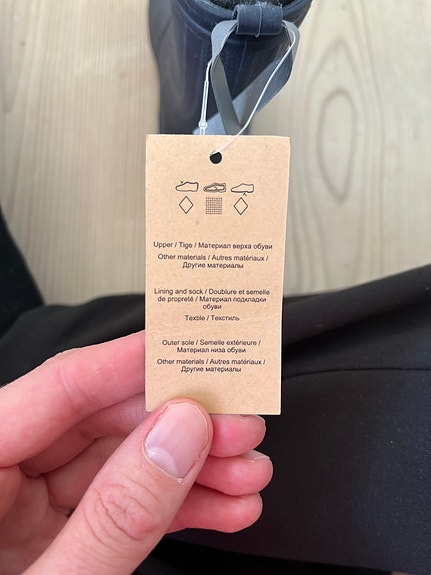 Upper / Tige / Материал верха обуви
Other materials / Autres matériaux /
Другие материалы
Lining and sock / Doublure et semelle
de propreté / Материал подкладки
обуви
Textile / Текстиль
Outer sole / Semelle extérieure /
Материал низа обуви
Other materials / Autres matériaux /
Другие материалы